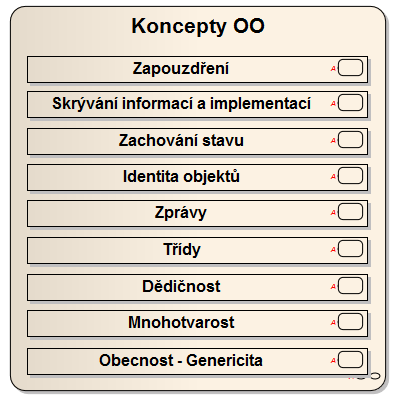 Koncepty OO
Zapouzdření
Skrývání informací a implementací
Zachování stavu
Identita objektů
Zprávy
Třídy
Dědičnost
Mnohotvarost
Obecnost - Genericita